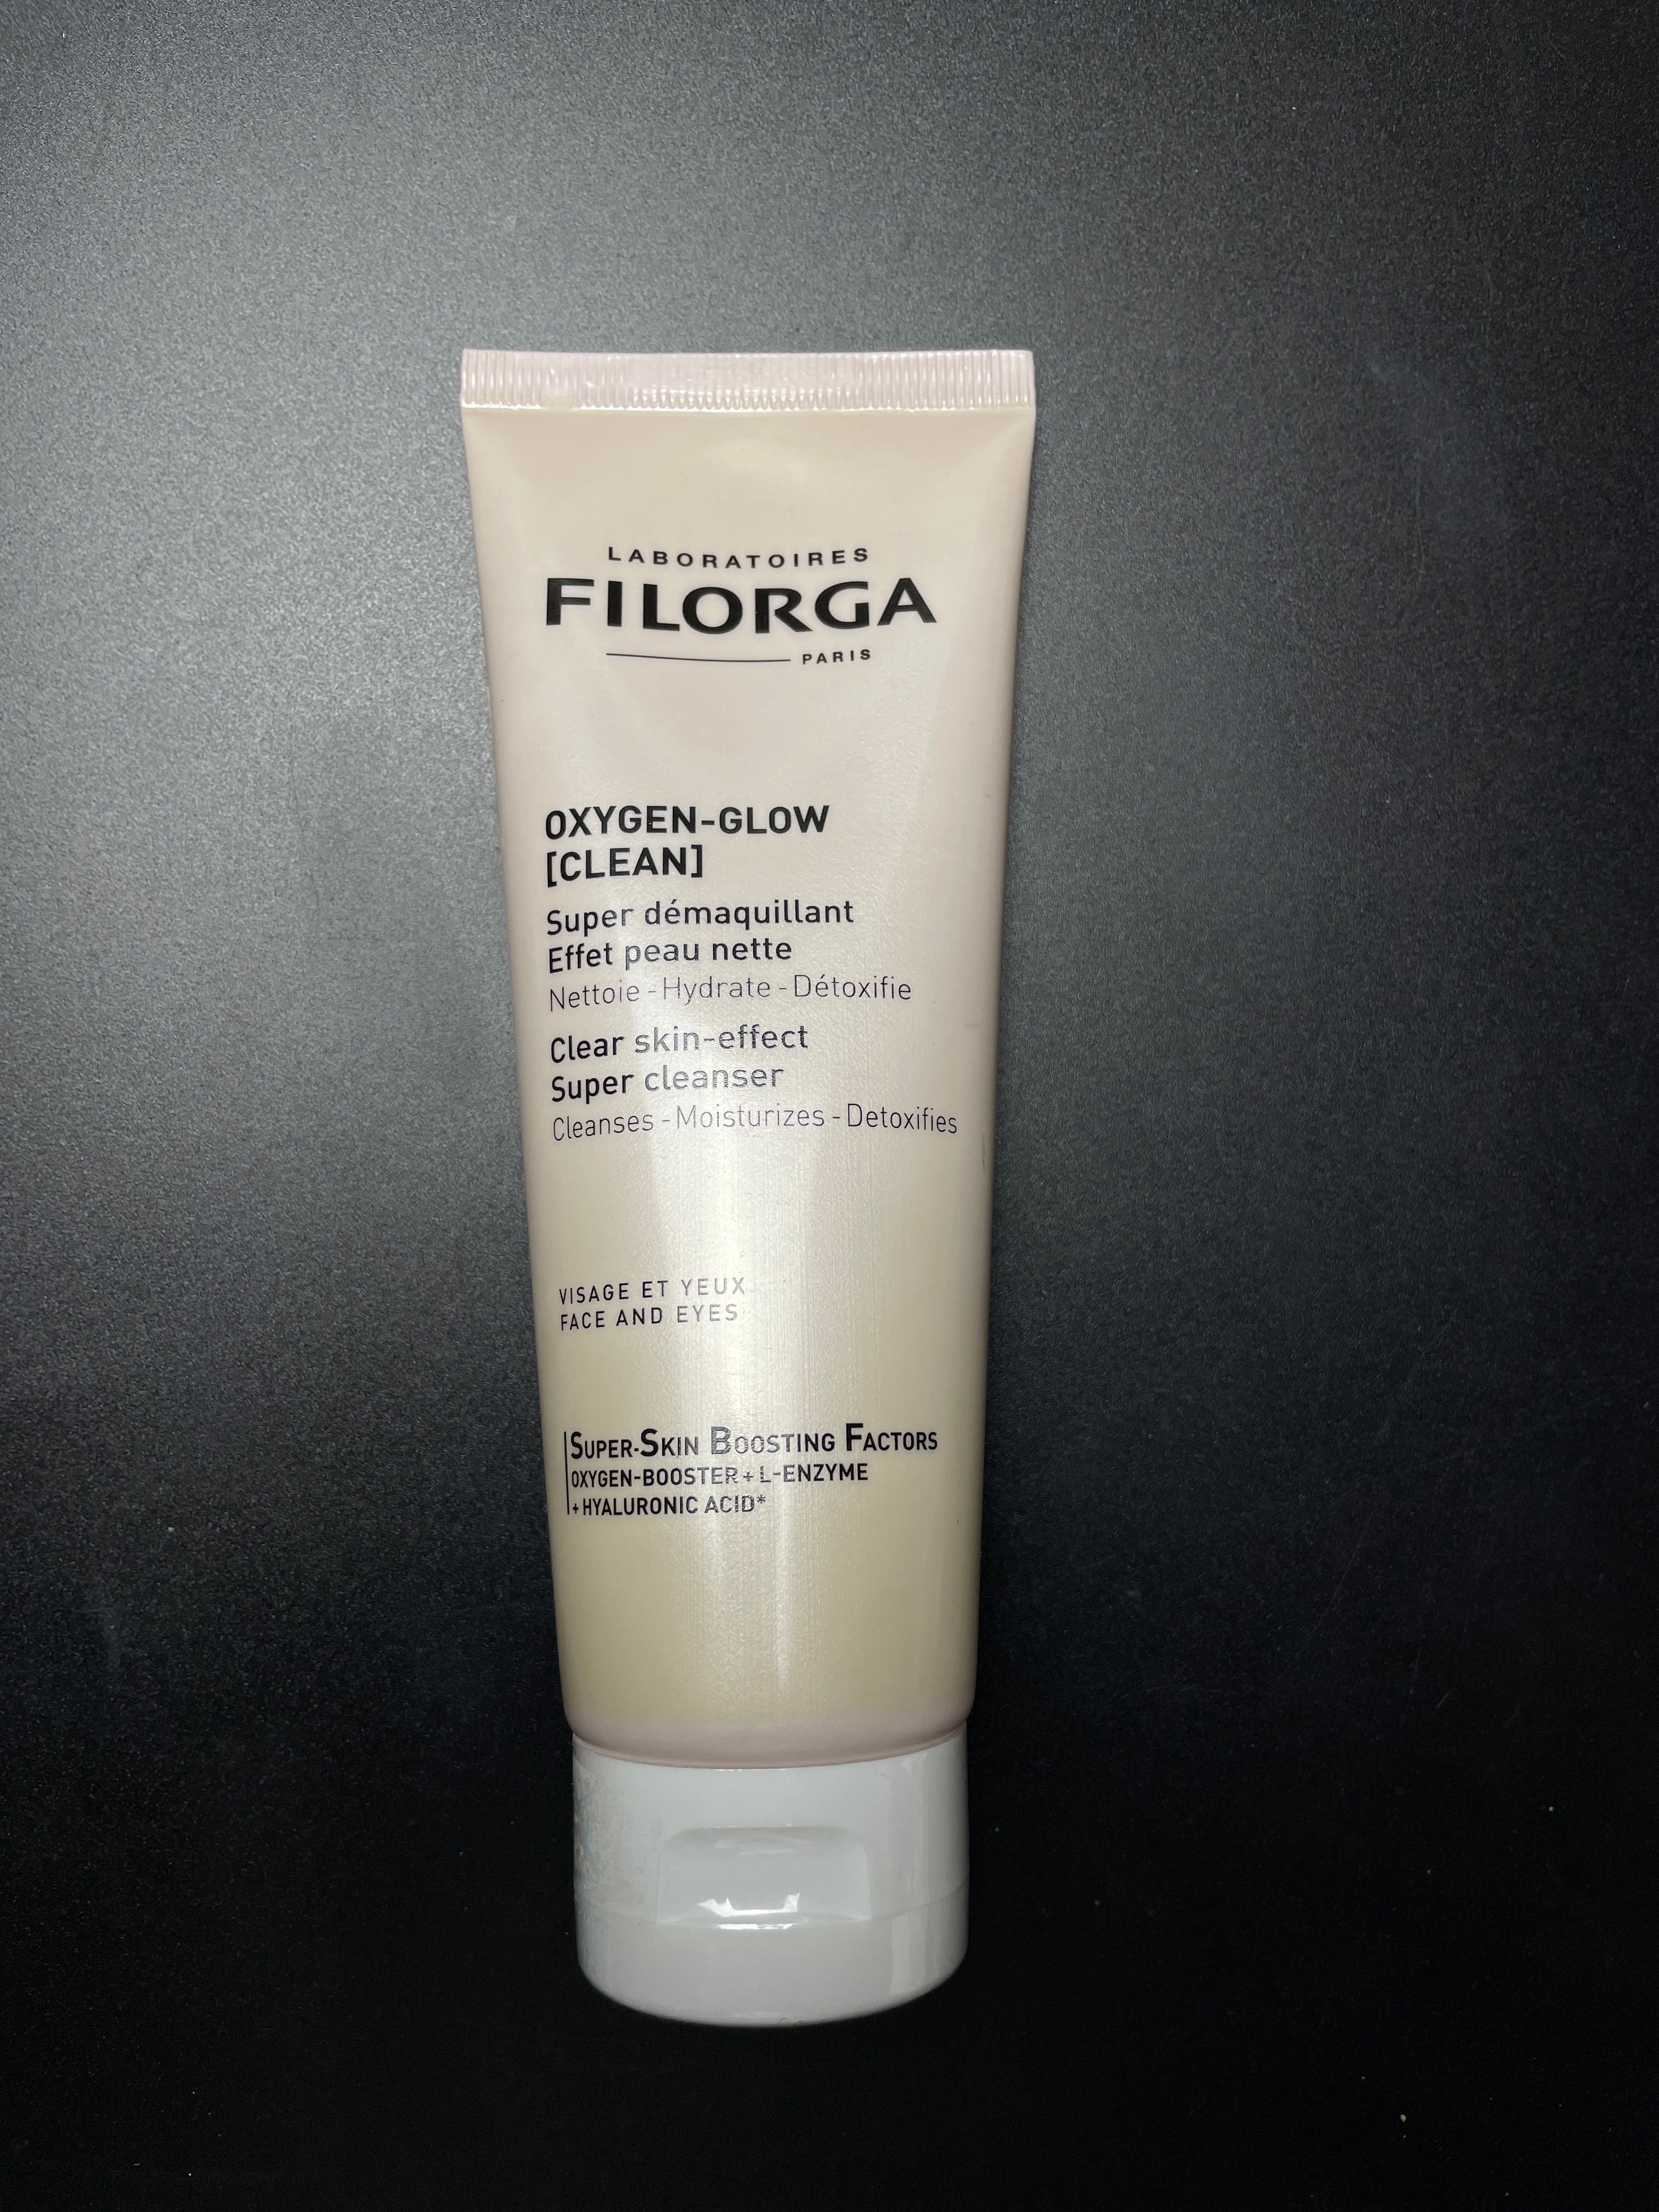 LABORATOIRES
FILORGA
PARIS
OXYGEN-GLOW
[CLEAN]
Super démaquillant
Effet peau nette
Nettoie - Hydrate - Détoxifie
Clear skin-effect
Super cleanser
Cleanses - Moisturizes - Detoxifies
VISAGE ET YEUX
FACE AND EYES
SUPER-SKIN BOOSTING FACTORS
OXYGEN-BOOSTER + L-ENZYME
+ HYALURONIC ACID*